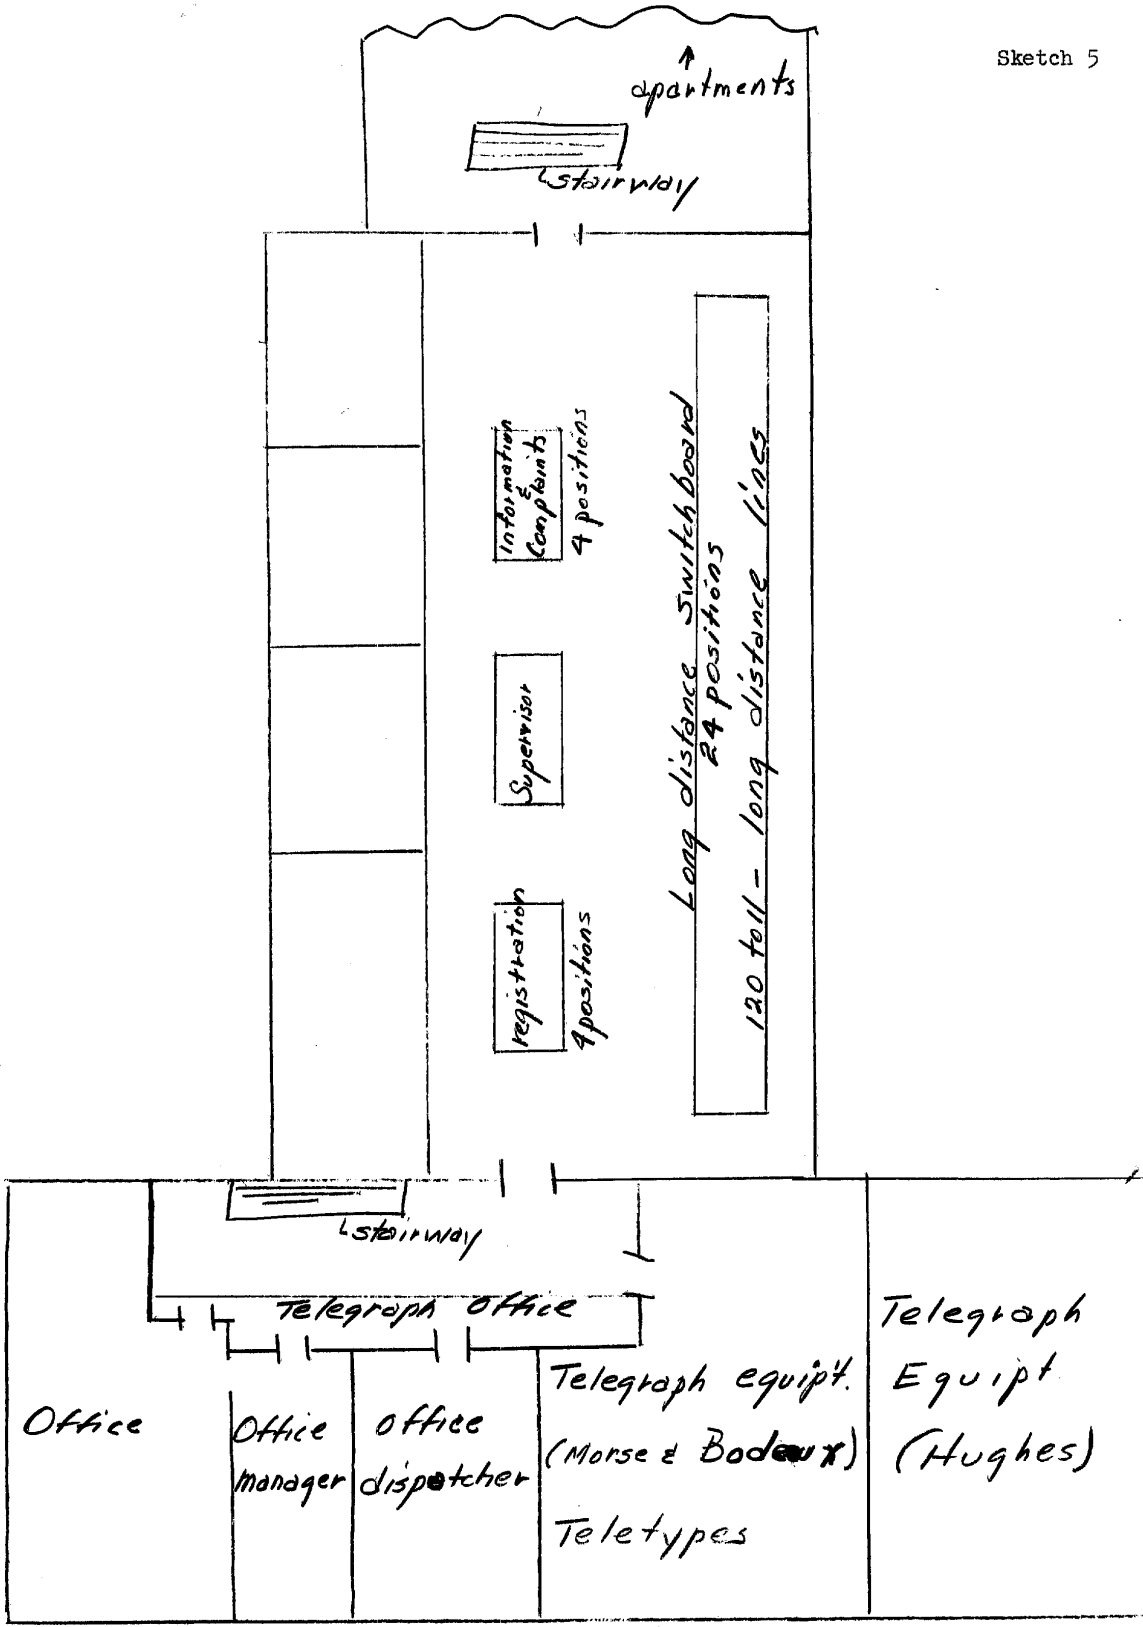 Sketch 5
↑
apartments
stairway
Information
&
Complaints
4 positions
Supervisor
registration
4 positions
Long distance switchboard
24 positions
120 toll - long distance lines
stairway
Telegraph Office
Office
Office
manager
office
dispatcher
Telegraph equipt.
(Morse & Bodeux)
Teletypes
Telegraph
Equipt
(Hughes)